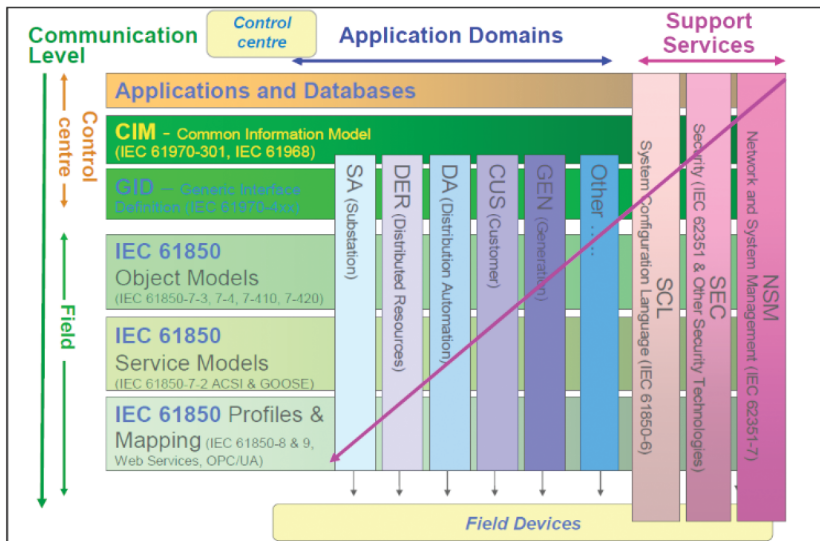 Communication
Level
Control
centre
Application Domains
Support
Services
Control
centre
Field
Applications and Databases
CIM - Common Information Model
(IEC 61970-301, IEC 61968)
GID – Generic Interface
Definition (IEC 61970-4xx)
IEC 61850
Object Models
(IEC 61850-7-3, 7-4, 7-410, 7-420)
IEC 61850
Service Models
(IEC 61850-7-2 ACSI & GOOSE)
IEC 61850 Profiles &
Mapping (IEC 61850-8 & 9,
Web Services, OPC/UA)
SA (Substation)
DER (Distributed Resources)
DA (Distribution Automation)
CUS (Customer)
GEN (Generation)
Other ......
SCL
System Configuration Language (IEC 61850-6)
SEC
Security (IEC 62351 & Other Security Technologies)
NSM
Network and System Management (IEC 62351-7)
Field Devices